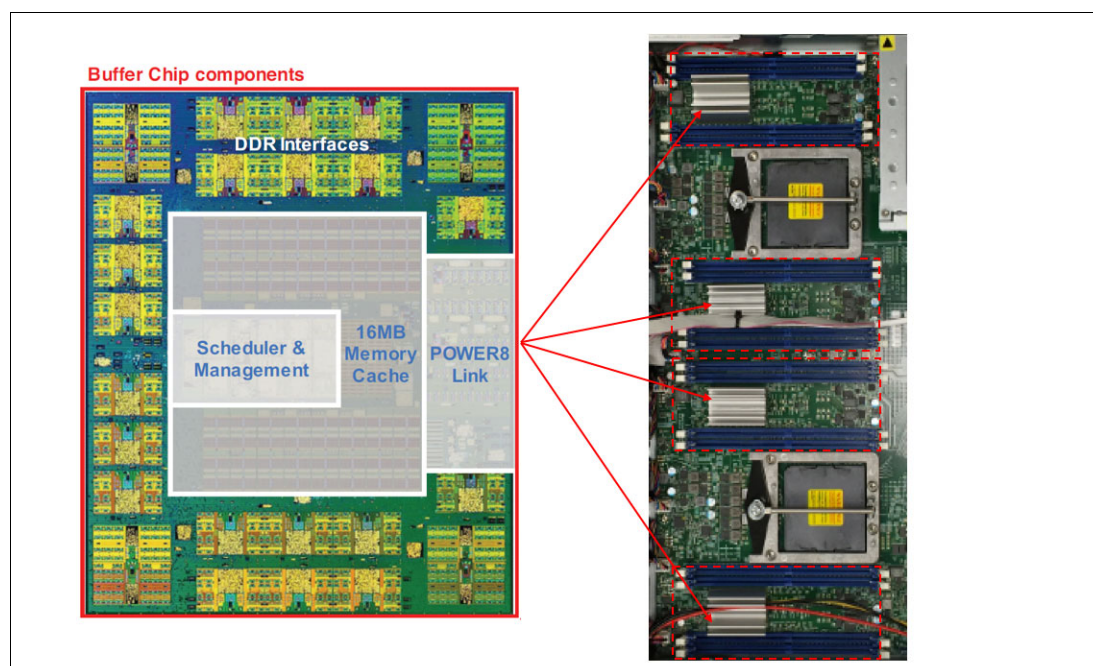 Buffer Chip components
DDR Interfaces
Scheduler &
Management
16MB
Memory
Cache
POWER8
Link